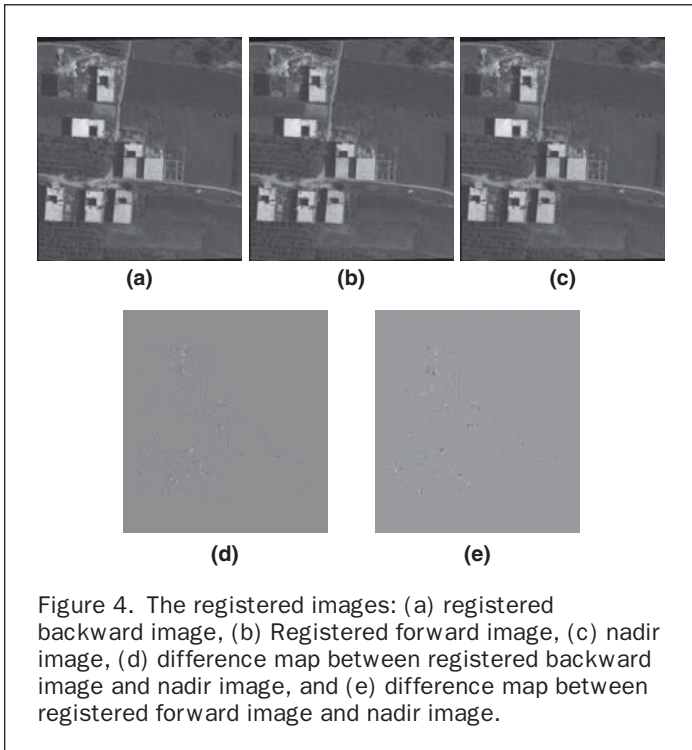 (a)
(b)
(c)
(d)
(e)
Figure 4. The registered images: (a) registered
backward image, (b) Registered forward image, (c) nadir
image, (d) difference map between registered backward
image and nadir image, and (e) difference map between
registered forward image and nadir image.